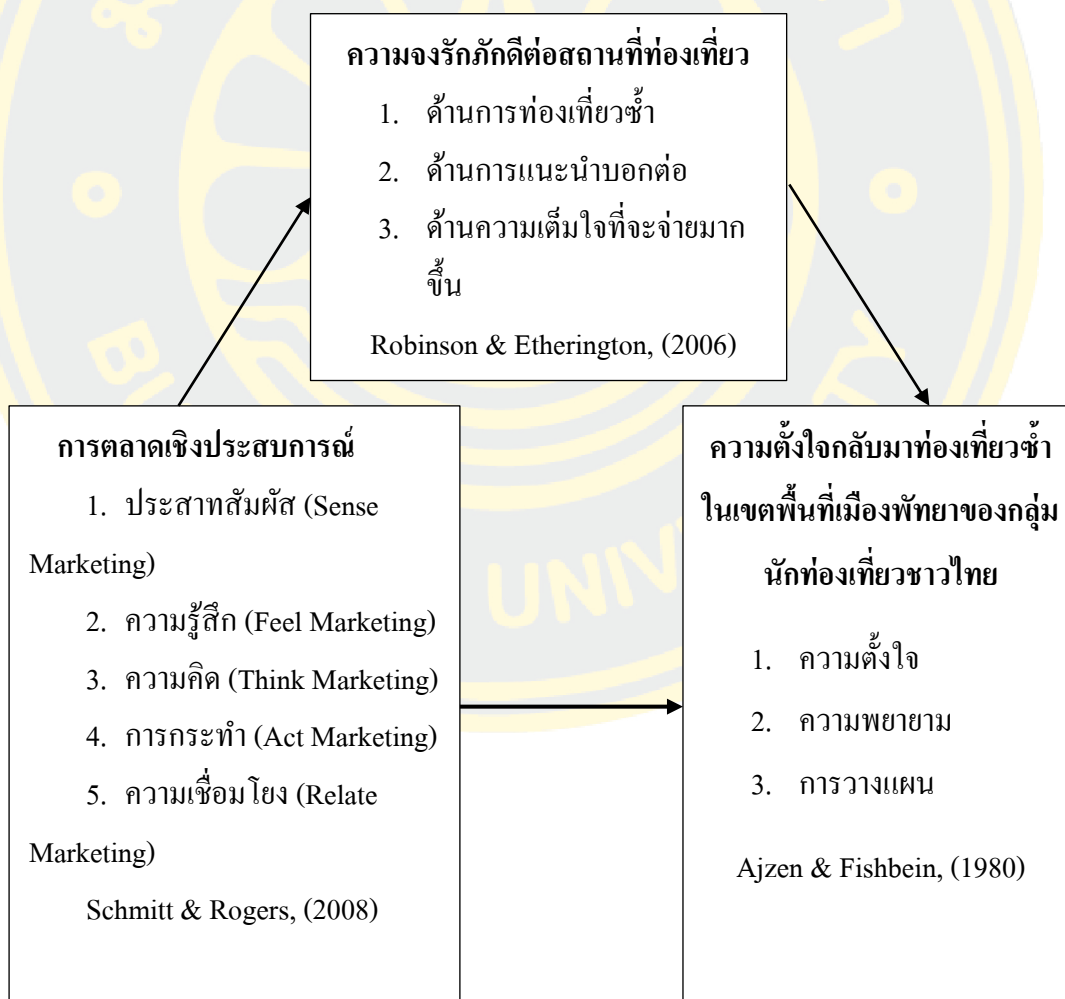 ความจงรักภักดีต่อสถานที่ท่องเที่ยว
1. ด้านการท่องเที่ยวซ้ำ
2. ด้านการแนะนำบอกต่อ
3. ด้านความเต็มใจที่จะจ่ายมาก
ขึ้น
Robinson & Etherington, (2006)
การตลาดเชิงประสบการณ์
1. ประสาทสัมผัส (Sense
Marketing)
2. ความรู้สึก (Feel Marketing)
3. ความคิด (Think Marketing)
4. การกระทำ (Act Marketing)
5. ความเชื่อมโยง (Relate
Marketing)
Schmitt & Rogers, (2008)
ความตั้งใจกลับมาท่องเที่ยวซ้ำ
ในเขตพื้นที่เมืองพัทยาของกลุ่ม
นักท่องเที่ยวชาวไทย
1. ความตั้งใจ
2. ความพยายาม
3. การวางแผน
Ajzen & Fishbein, (1980)